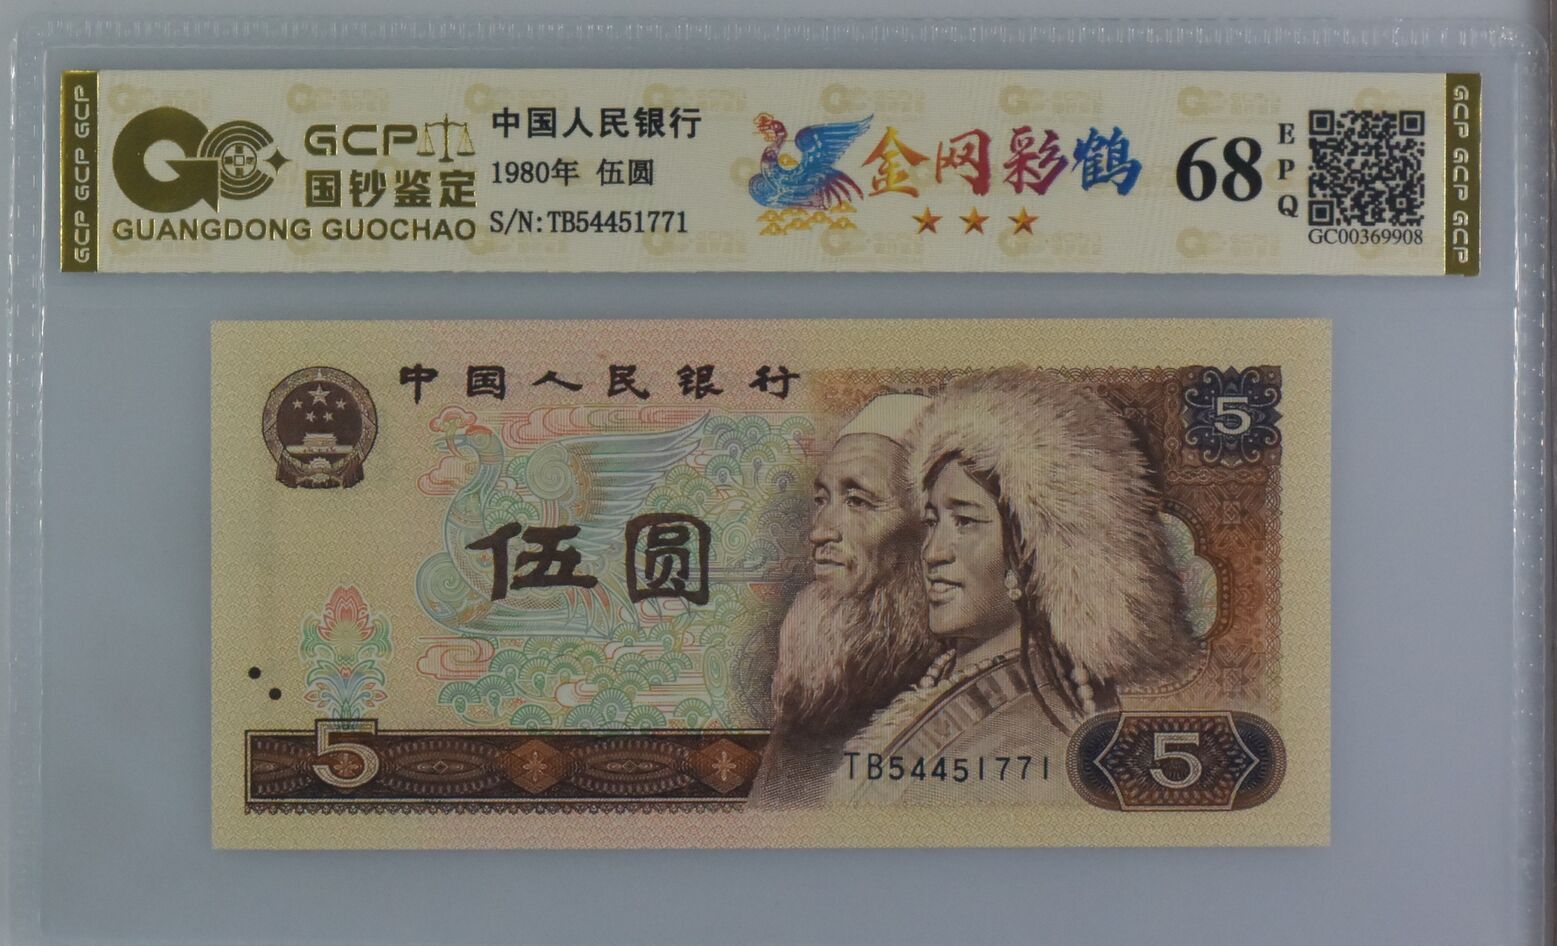 GCP GCP GCP
GCP
国钞鉴定
GUANGDONG GUOCHAO
中国人民银行
1980年 伍圆
S/N:TB54451771
金网彩鹤
68
EPQ
GC00369908
GCP GCP GCP
中国人民银行
5
伍圆
5
TB54451771
5